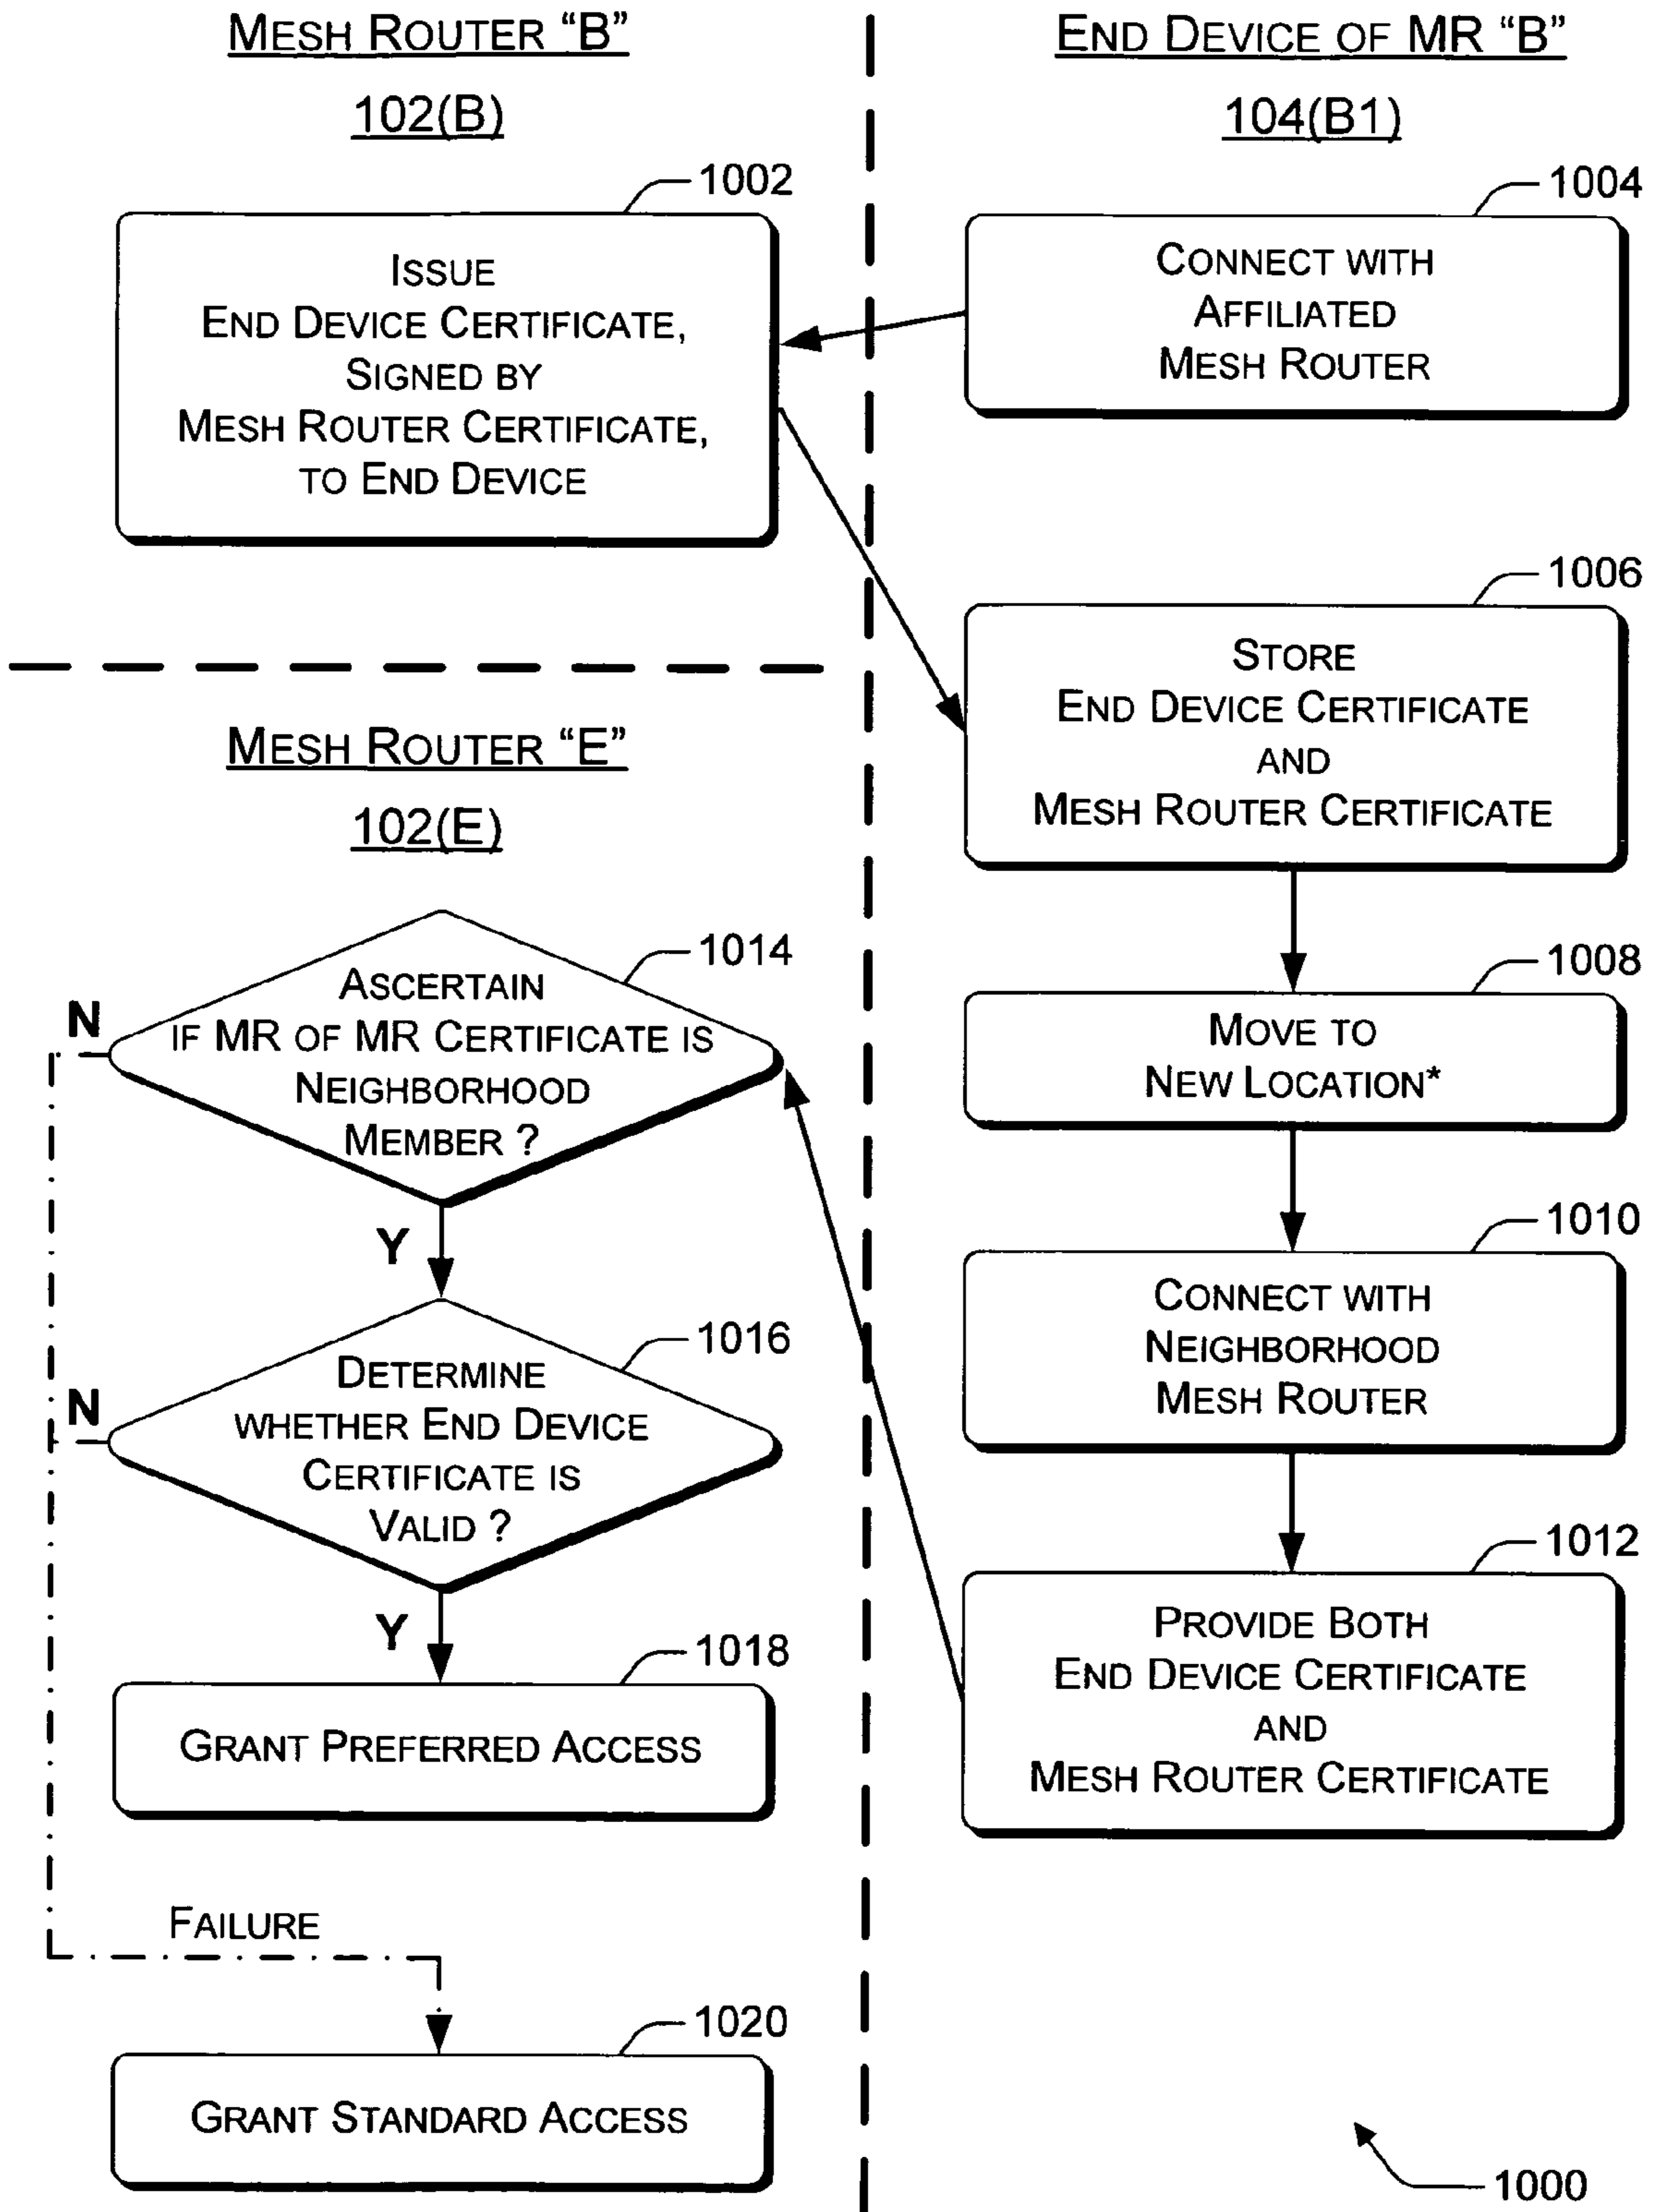 MESH ROUTER “B”
102(B)
1002
ISSUE
END DEVICE CERTIFICATE,
SIGNED BY
MESH ROUTER CERTIFICATE,
TO END DEVICE
END DEVICE OF MR “B”
104(B1)
1004
CONNECT WITH
AFFILIATED
MESH ROUTER
1006
STORE
END DEVICE CERTIFICATE
AND
MESH ROUTER CERTIFICATE
1008
MOVE TO
NEW LOCATION*
1010
CONNECT WITH
NEIGHBORHOOD
MESH ROUTER
1012
PROVIDE BOTH
END DEVICE CERTIFICATE
AND
MESH ROUTER CERTIFICATE
MESH ROUTER “E”
102(E)
1014
ASCERTAIN
IF MR OF MR CERTIFICATE IS
NEIGHBORHOOD
MEMBER ?
N
Y
1016
DETERMINE
WHETHER END DEVICE
CERTIFICATE IS
VALID ?
N
Y
1018
GRANT PREFERRED ACCESS
FAILURE
1020
GRANT STANDARD ACCESS
1000